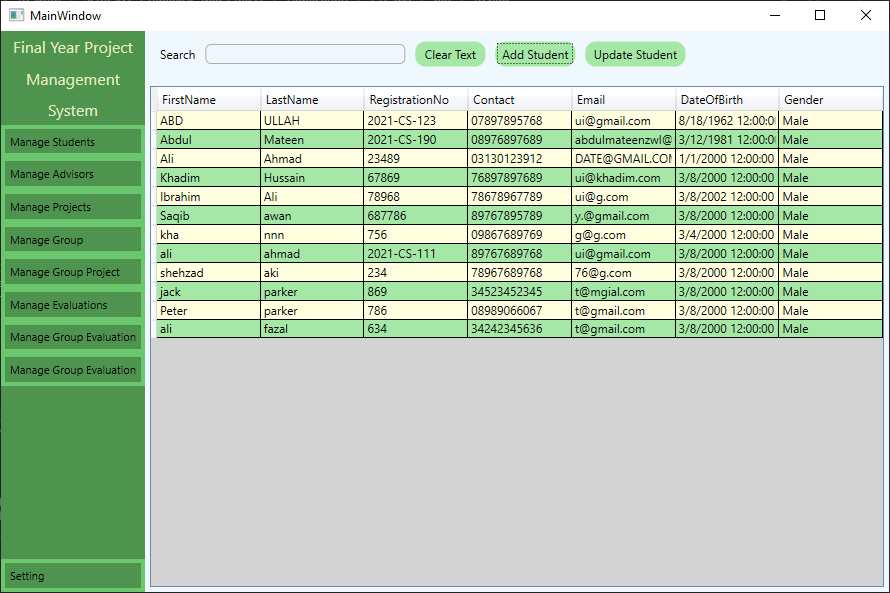 MainWindow
Final Year Project
Management
System
Manage Students
Manage Advisors
Manage Projects
Manage Group
Manage Group Project
Manage Evaluations
Manage Group Evaluation
Manage Group Evaluation
Setting
Search Clear Text Add Student Update Student
FirstName LastName RegistrationNo Contact Email DateOfBirth Gender
ABD ULLAH 2021-CS-123 07897895768 ui@gmail.com 8/18/1962 12:00:00 Male
Abdul Mateen 2021-CS-190 08976897689 abdulmateenzwl@ 3/12/1981 12:00:00 Male
Ali Ahmad 23489 03130123912 DATE@GMAIL.COM 1/1/2000 12:00:00 Male
Khadim Hussain 67869 76897897689 ui@khadim.com 3/8/2000 12:00:00 Male
Ibrahim Ali 78968 78678967789 ui@g.com 3/8/2002 12:00:00 Male
Saqib awan 687786 89767895789 y.@gmail.com 3/8/2000 12:00:00 Male
kha nnn 756 09867689769 g@g.com 3/4/2000 12:00:00 Male
ali ahmad 2021-CS-111 89767689768 ui@gmail.com 3/8/2000 12:00:00 Male
shehzad aki 234 78967689768 76@g.com 3/8/2000 12:00:00 Male
jack parker 869 34523452345 t@mgial.com 3/8/2000 12:00:00 Male
Peter parker 786 08989066067 t@gmail.com 3/8/2000 12:00:00 Male
ali fazal 634 34242345636 t@gmail.com 3/8/2000 12:00:00 Male